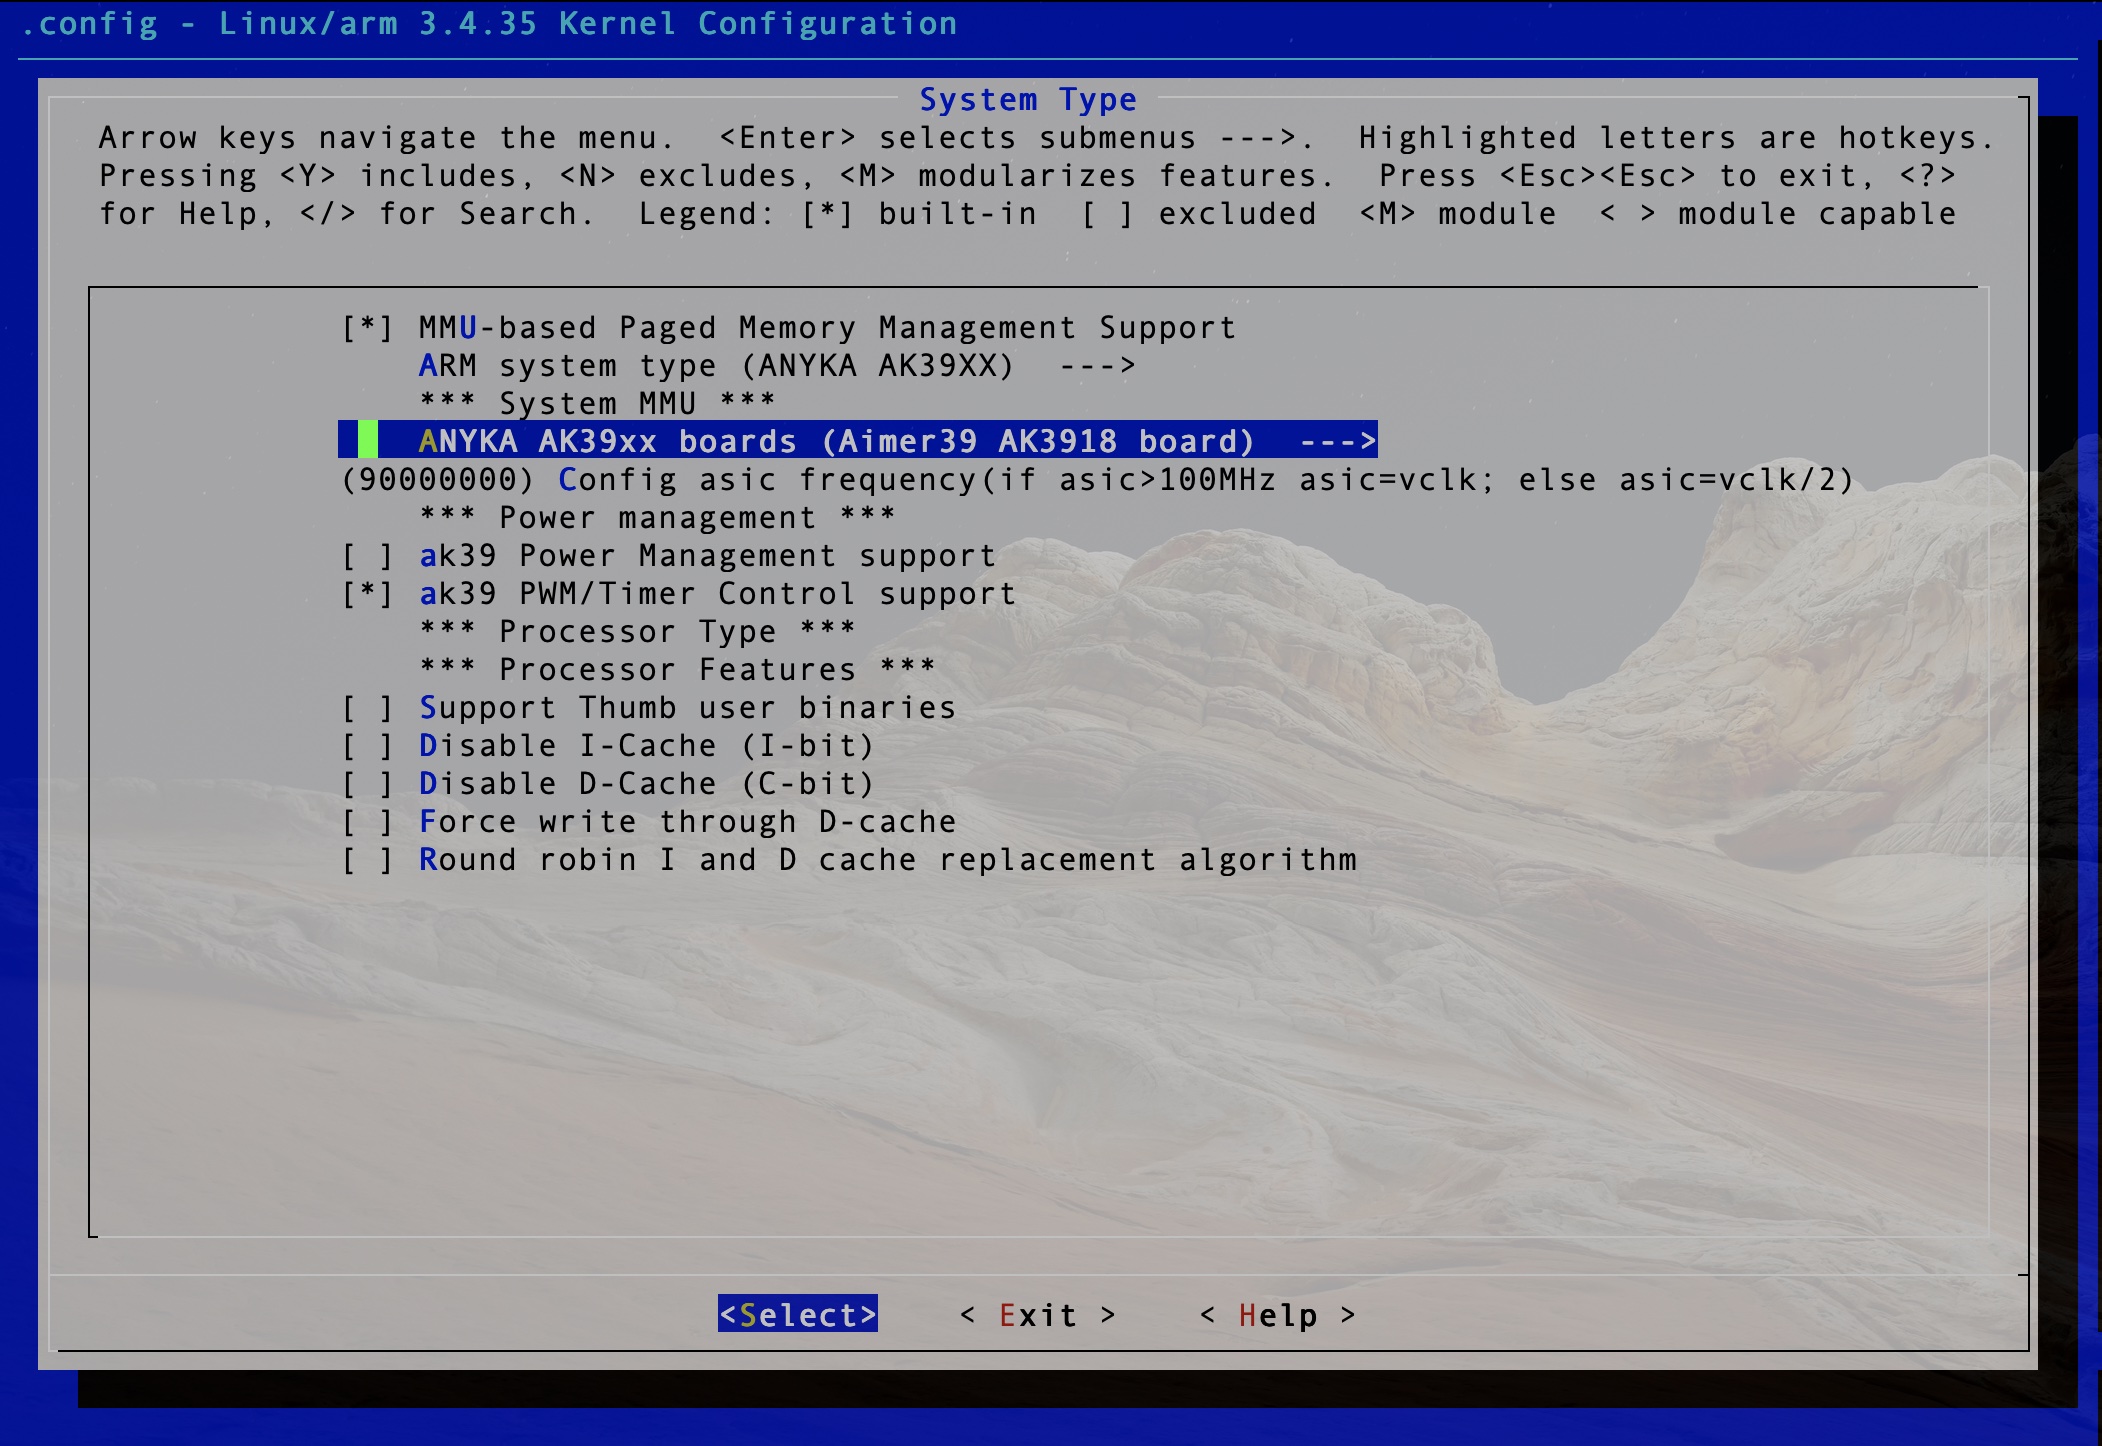 .config - Linux/arm 3.4.35 Kernel Configuration
System Type
Arrow keys navigate the menu.  <Enter> selects submenus --->.  Highlighted letters are hotkeys.
Pressing <Y> includes, <N> excludes, <M> modularizes features.  Press <Esc><Esc> to exit, <?>
for Help, </> for Search.  Legend: [*] built-in  [ ] excluded  <M> module  < > module capable
[*] MMU-based Paged Memory Management Support
ARM system type (ANYKA AK39XX)  --->
*** System MMU ***
ANYKA AK39xx boards (Aimer39 AK3918 board)  --->
(90000000) Config asic frequency(if asic>100MHz asic=vclk; else asic=vclk/2)
*** Power management ***
[ ] ak39 Power Management support
[*] ak39 PWM/Timer Control support
*** Processor Type ***
*** Processor Features ***
[ ] Support Thumb user binaries
[ ] Disable I-Cache (I-bit)
[ ] Disable D-Cache (C-bit)
[ ] Force write through D-cache
[ ] Round robin I and D cache replacement algorithm
<Select>    < Exit >    < Help >